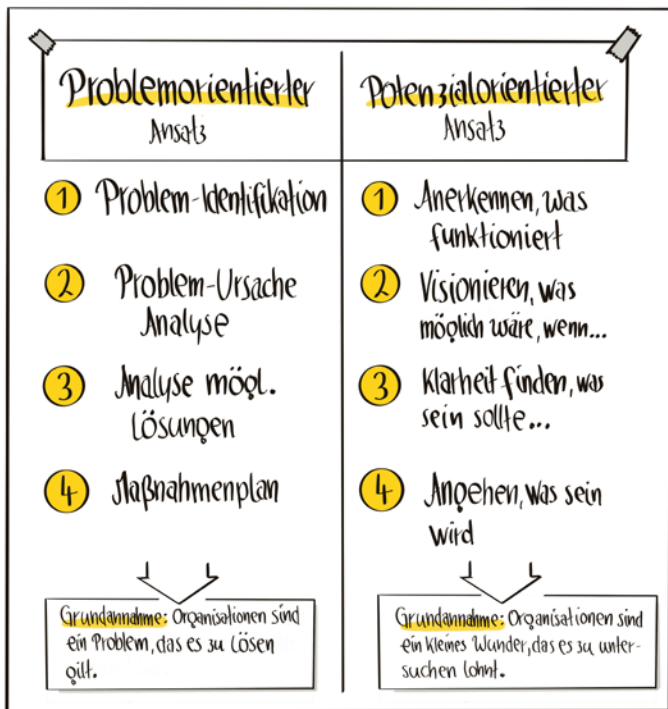 Problemorientierter
Ansatz
1 Problem-Identifikation
2 Problem-Ursache
Analyse
3 Analyse mögl.
Lösungen
4 Maßnahmenplan
Grundannahme: Organisationen sind
ein Problem, das es zu lösen
gilt.
Potenzialorientierter
Ansatz
1 Anerkennen, was
funktioniert
2 Visionieren, was
möglich wäre, wenn...
3 Klarheit finden, was
sein sollte...
4 Angehen, was sein
wird
Grundannahme: Organisationen sind
ein kleines Wunder, das es zu unter-
suchen lohnt.